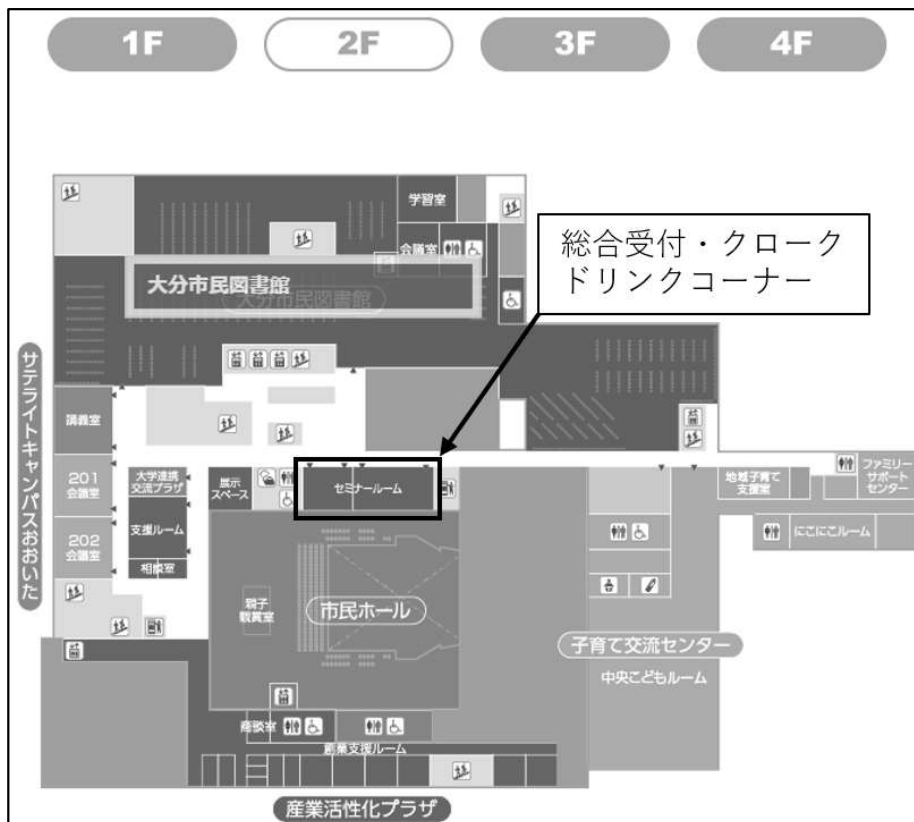 1F
2F
3F
4F
学習室
会議室
総合受付・クローク
ドリンクコーナー
大分市民図書館
大分市民図書館
サテライトキャンパスおおいた
講義室
201
会議室
202
会議室
大学連携
交流プラザ
支援ルーム
相談室
展示
スペース
セミナールーム
地域子育て
支援室
ファミリー
サポート
センター
にこにこルーム
親子
観賞室
市民ホール
子育て交流センター
中央こどもルーム
商談室
創業支援ルーム
産業活性化プラザ